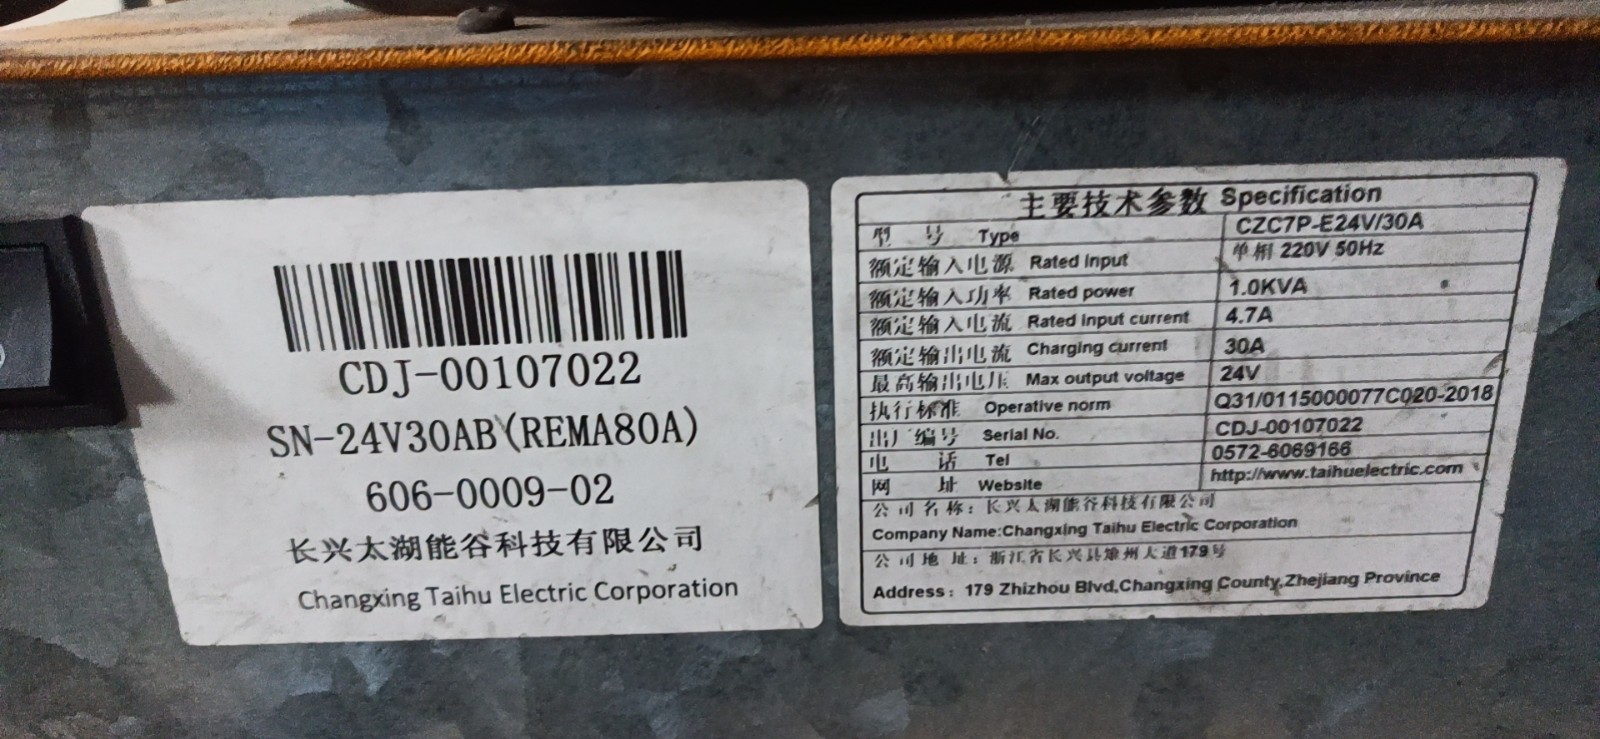 CDJ-00107022
SN-24V30AB(REMA80A)
606-0009-02
长兴太湖能谷科技有限公司
Changxing Taihu Electric Corporation
主要技术参数 Specification
型 号 Type CZC7P-E24V/30A
额定输入电源 Rated input 单相 220V 50Hz
额定输入功率 Rated power 1.0KVA
额定输入电流 Rated input current 4.7A
额定输出电流 Charging current 30A
最高输出电压 Max output voltage 24V
执行标准 Operative norm Q31/0115000077C020-2018
出厂编号 Serial No. CDJ-00107022
电 话 Tel 0572-6069166
网 址 Website http://www.taihuelectric.com
公司名称：长兴太湖能谷科技有限公司
Company Name:Changxing Taihu Electric Corporation
公司地址：浙江省长兴县雉州大道179号
Address：179 Zhizhou Blvd,Changxing County,Zhejiang Province